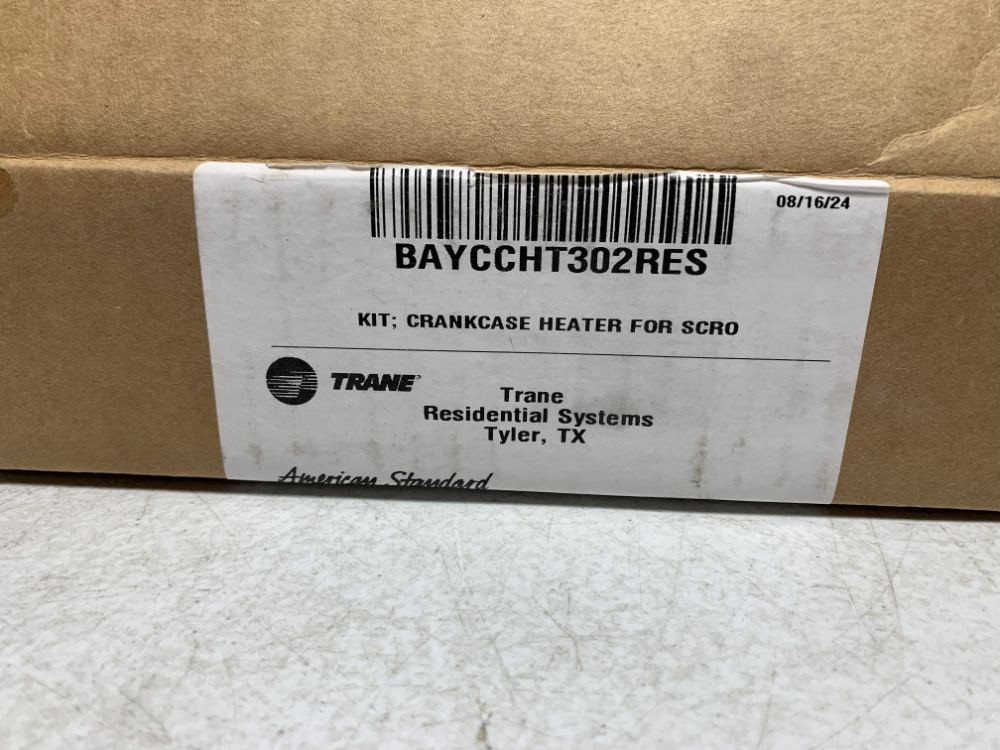 08/16/24
BAYCCHT302RES
KIT; CRANKCASE HEATER FOR SCRO
TRANE
Trane
Residential Systems
Tyler, TX
American Standard